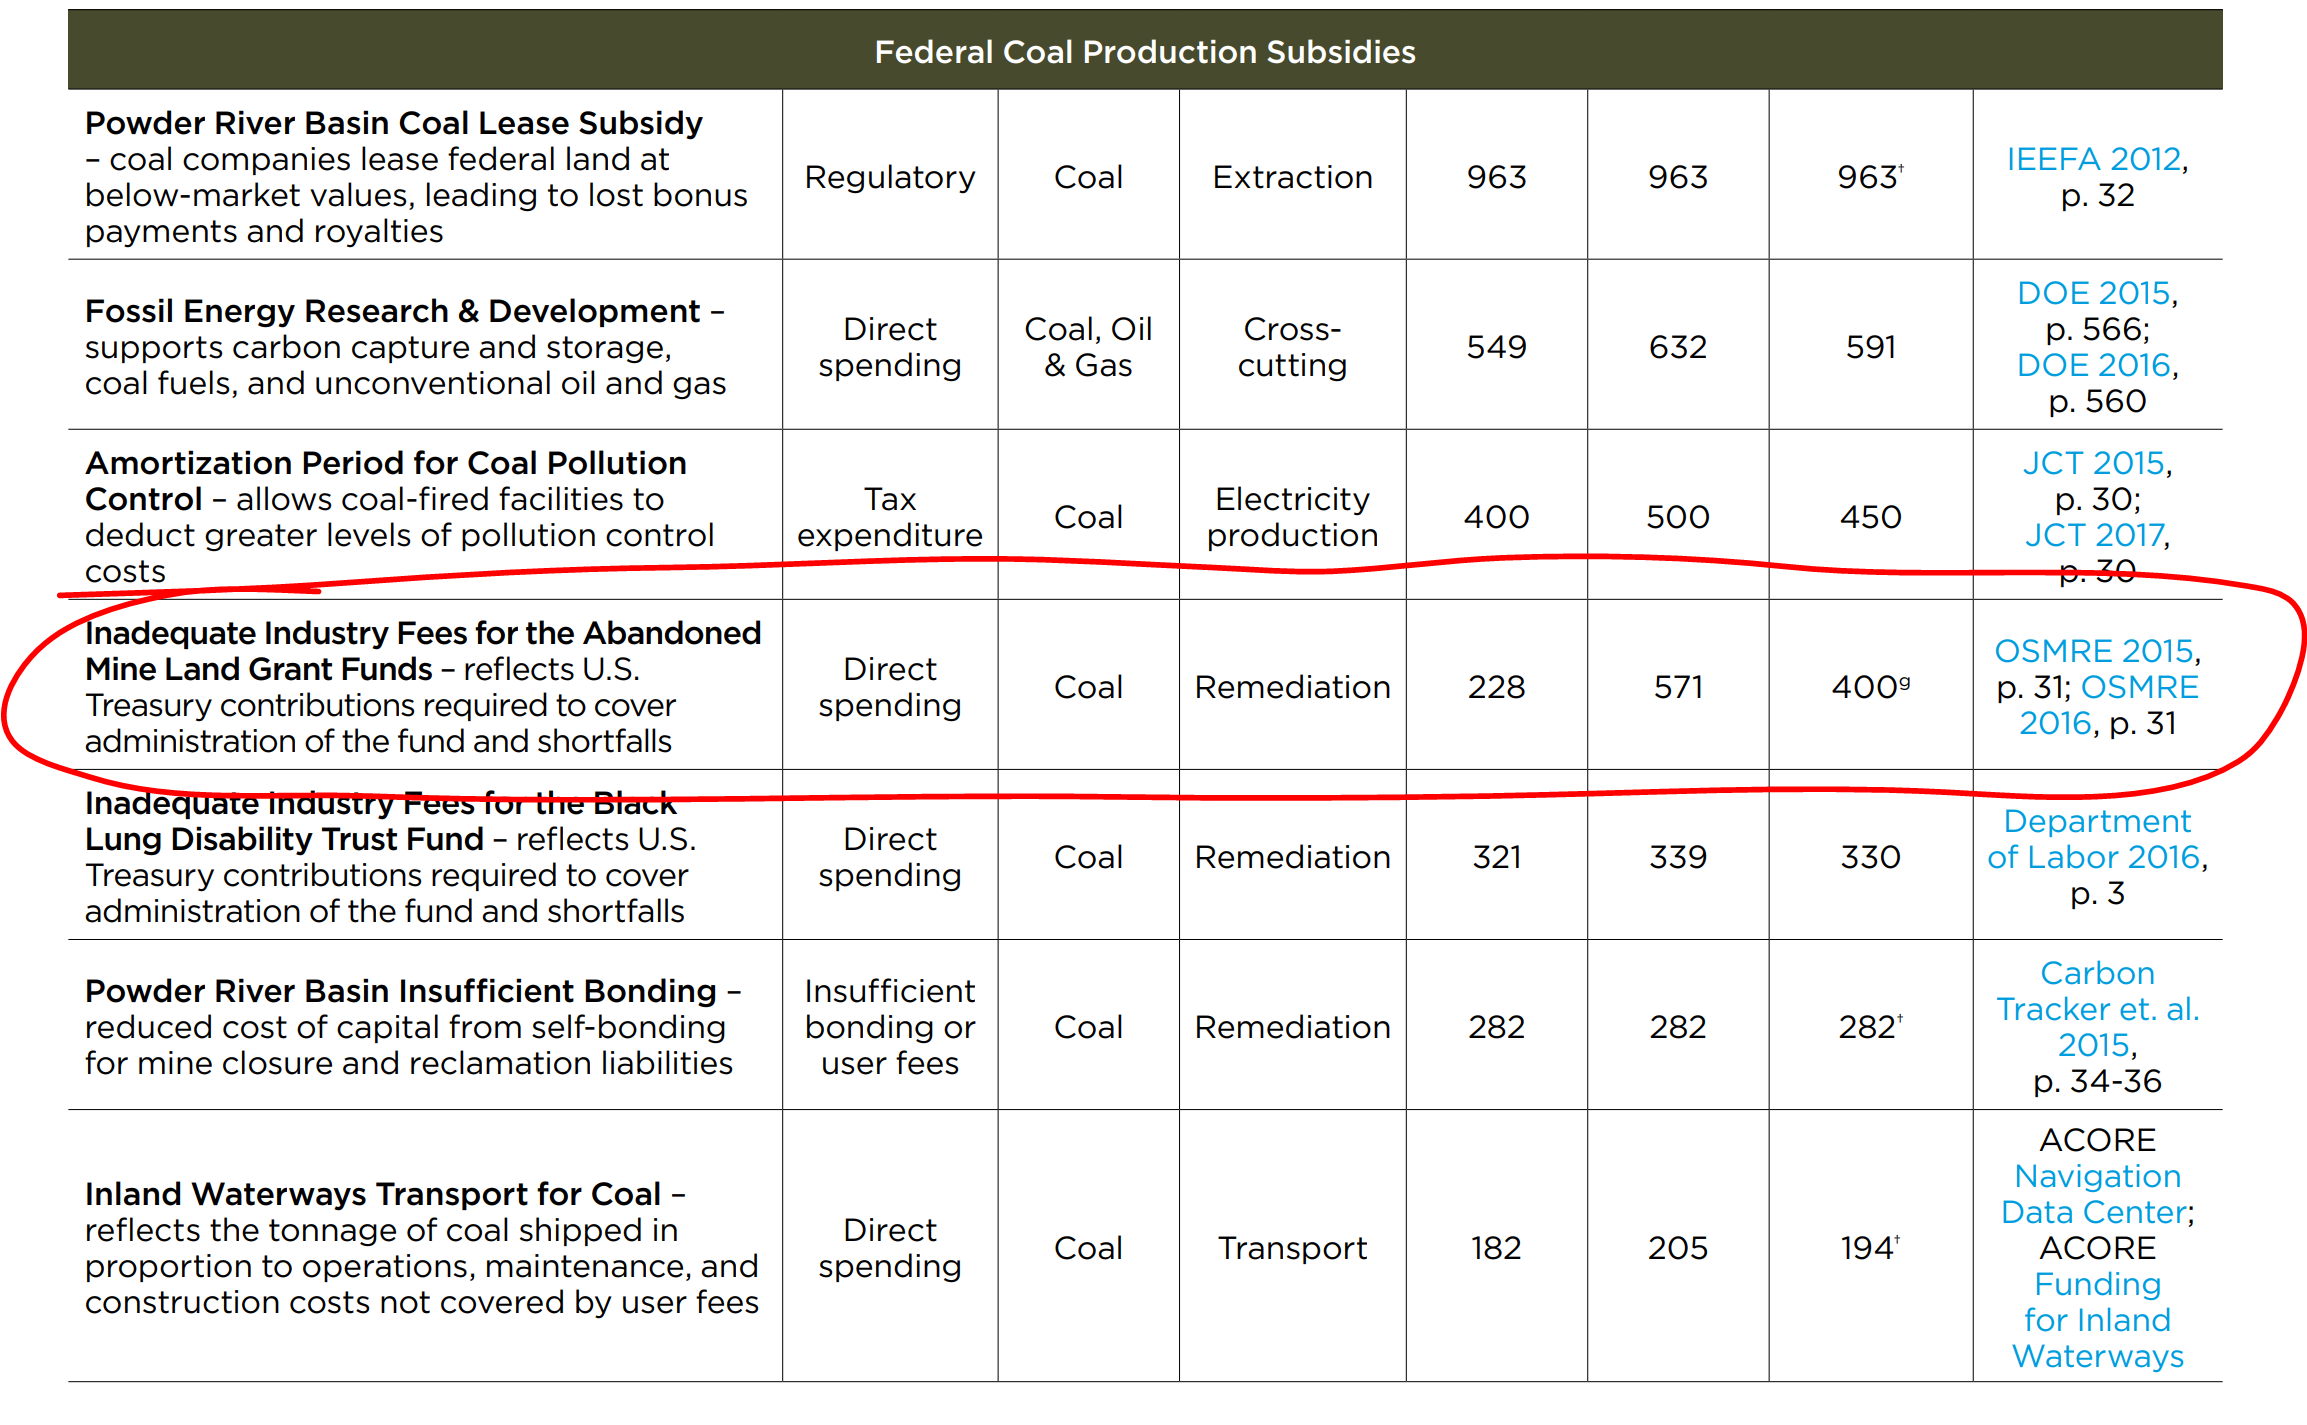 Federal Coal Production Subsidies
Powder River Basin Coal Lease Subsidy
– coal companies lease federal land at
below-market values, leading to lost bonus
payments and royalties
Regulatory
Coal
Extraction
963
963
963†
IEEFA 2012,
p. 32
Fossil Energy Research & Development –
supports carbon capture and storage,
coal fuels, and unconventional oil and gas
Direct
spending
Coal, Oil
& Gas
Cross-
cutting
549
632
591
DOE 2015,
p. 566;
DOE 2016,
p. 560
Amortization Period for Coal Pollution
Control – allows coal-fired facilities to
deduct greater levels of pollution control
costs
Tax
expenditure
Coal
Electricity
production
400
500
450
JCT 2015,
p. 30;
JCT 2017,
p. 30
Inadequate Industry Fees for the Abandoned
Mine Land Grant Funds – reflects U.S.
Treasury contributions required to cover
administration of the fund and shortfalls
Direct
spending
Coal
Remediation
228
571
400g
OSMRE 2015,
p. 31; OSMRE
2016, p. 31
Inadequate Industry Fees for the Black
Lung Disability Trust Fund – reflects U.S.
Treasury contributions required to cover
administration of the fund and shortfalls
Direct
spending
Coal
Remediation
321
339
330
Department
of Labor 2016,
p. 3
Powder River Basin Insufficient Bonding –
reduced cost of capital from self-bonding
for mine closure and reclamation liabilities
Insufficient
bonding or
user fees
Coal
Remediation
282
282
282†
Carbon
Tracker et. al.
2015,
p. 34-36
Inland Waterways Transport for Coal –
reflects the tonnage of coal shipped in
proportion to operations, maintenance, and
construction costs not covered by user fees
Direct
spending
Coal
Transport
182
205
194†
ACORE
Navigation
Data Center;
ACORE
Funding
for Inland
Waterways